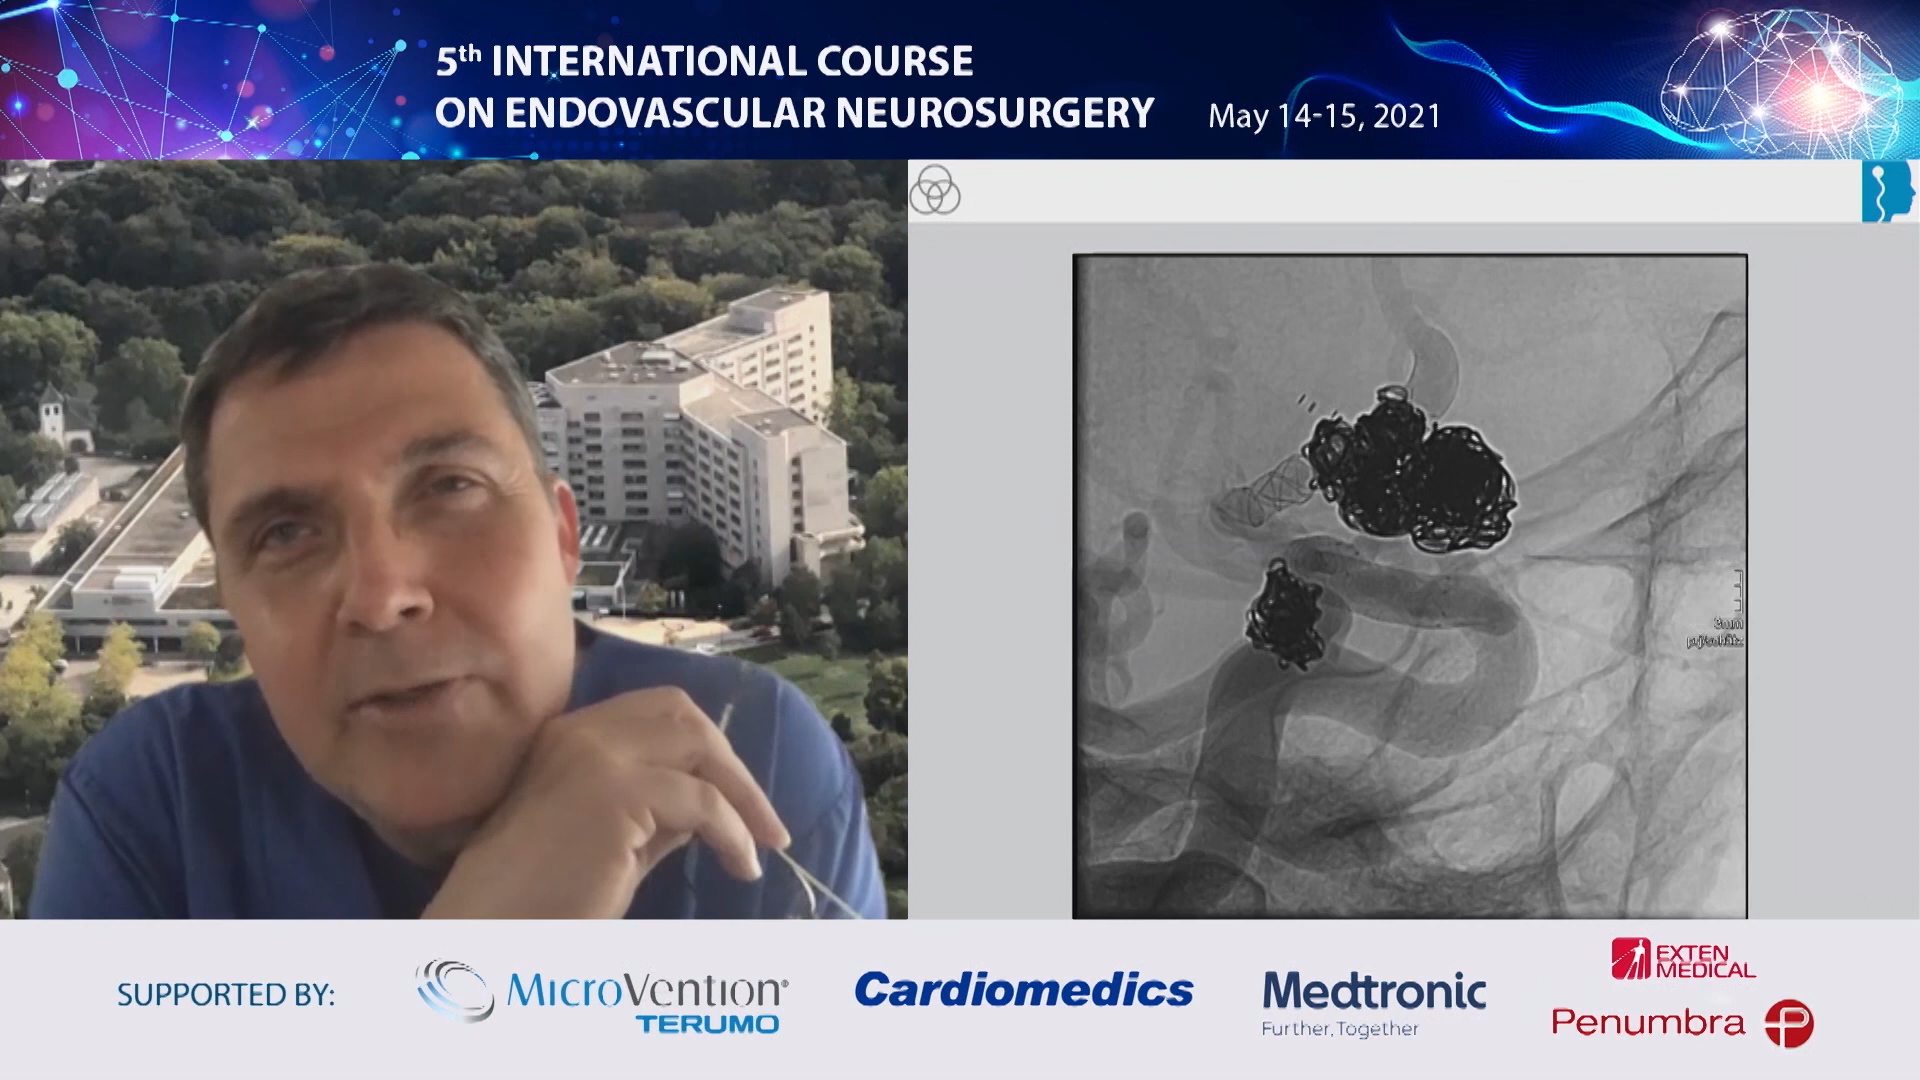 5th INTERNATIONAL COURSE
ON ENDOVASCULAR NEUROSURGERY May 14-15, 2021
3mm
SUPPORTED BY:
MICROVENTION®
TERUMO
Cardiomedics
Medtronic
Further, Together
EXTEN
MEDICAL
Penumbra